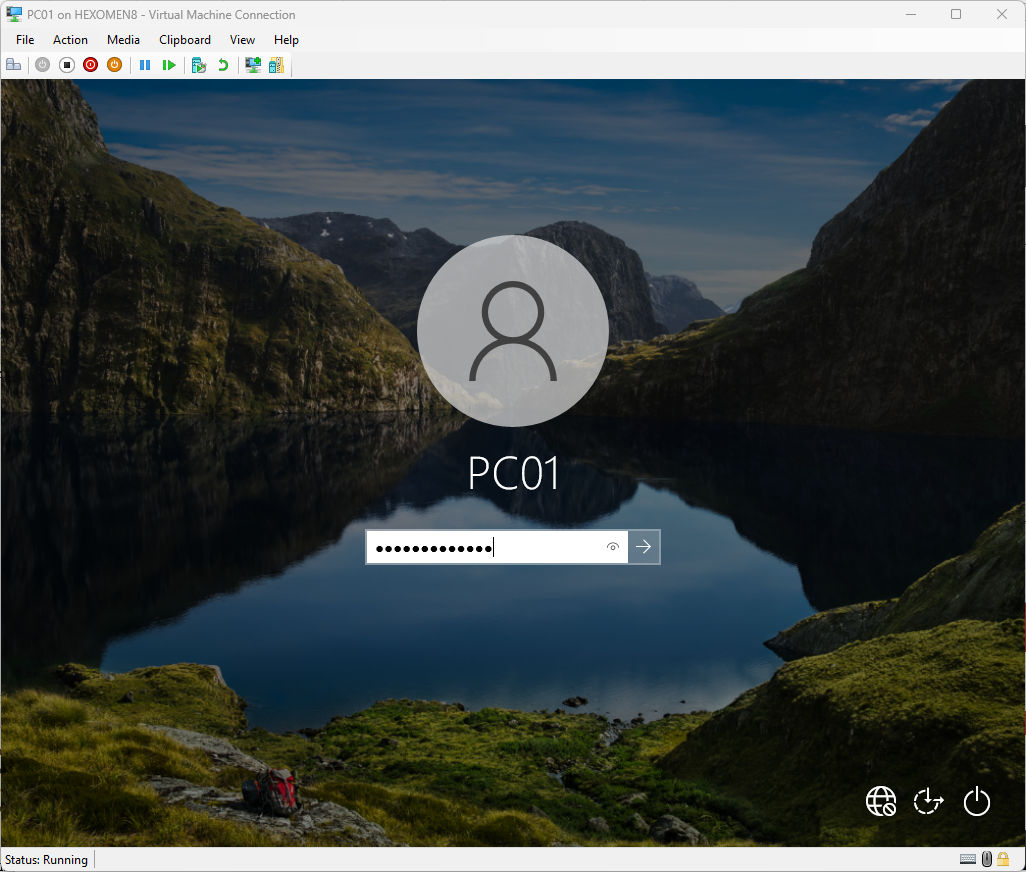 PC01 on HEXOMEN8 - Virtual Machine Connection
File Action Media Clipboard View Help
PC01
Status: Running